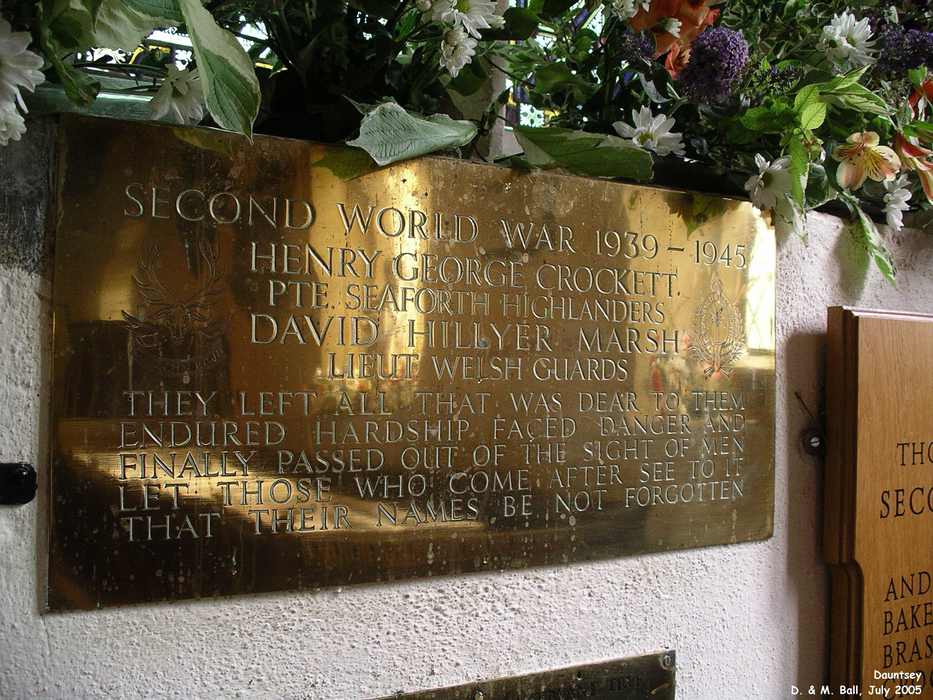 SECOND WORLD WAR 1939 – 1945
HENRY GEORGE CROCKETT.
PTE. SEAFORTH HIGHLANDERS
DAVID HILLYER MARSH
LIEUT WELSH GUARDS
THEY LEFT ALL THAT WAS DEAR TO THEM
ENDURED HARDSHIP FACED DANGER AND
FINALLY PASSED OUT OF THE SIGHT OF MEN
LET THOSE WHO COME AFTER SEE TO IT
THAT THEIR NAMES BE NOT FORGOTTEN
THO
SECO
AND
BAKE
BRAS
Dauntsey
D. & M. Ball, July 2005